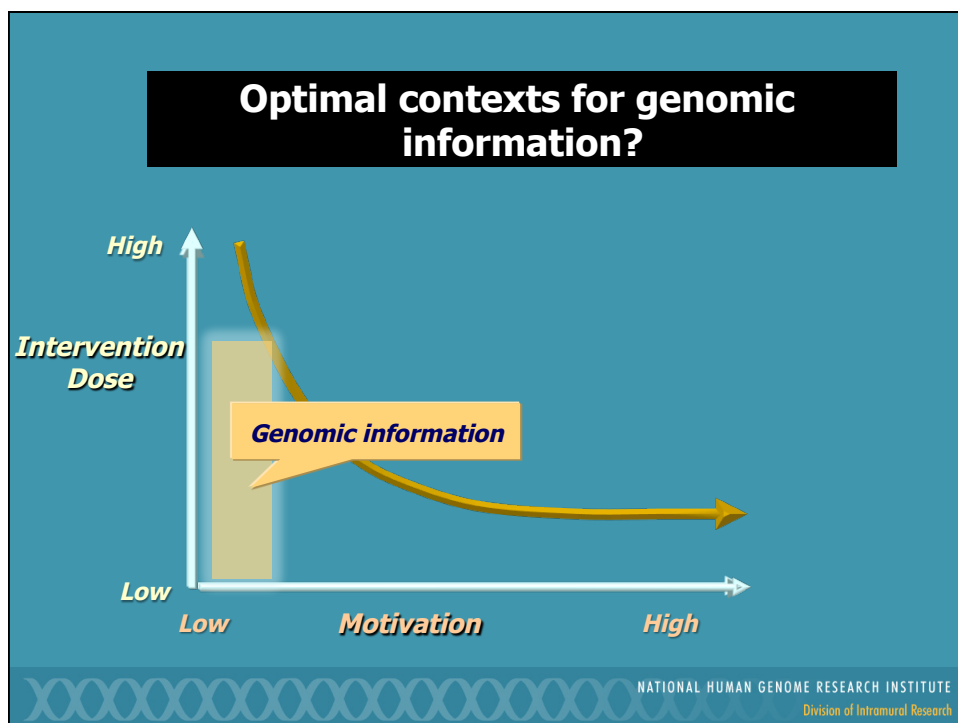 Optimal contexts for genomic
information?
High
Intervention
Dose
Genomic information
Low
Low
Motivation
High
NATIONAL HUMAN GENOME RESEARCH INSTITUTE
Division of Intramural Research